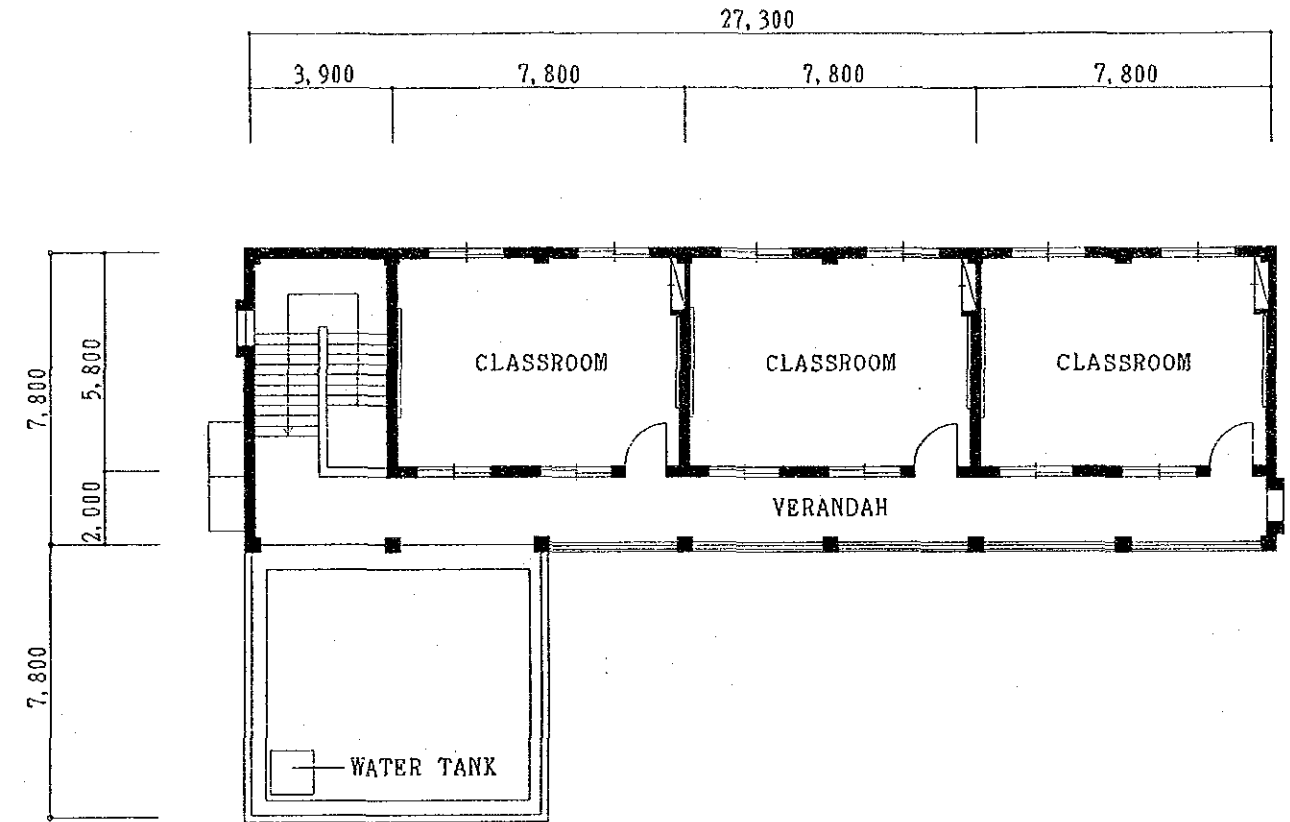 27,300
3,900 7,800 7,800 7,800
7,800
5,800
2,000
7,800
CLASSROOM CLASSROOM CLASSROOM
VERANDAH
WATER TANK